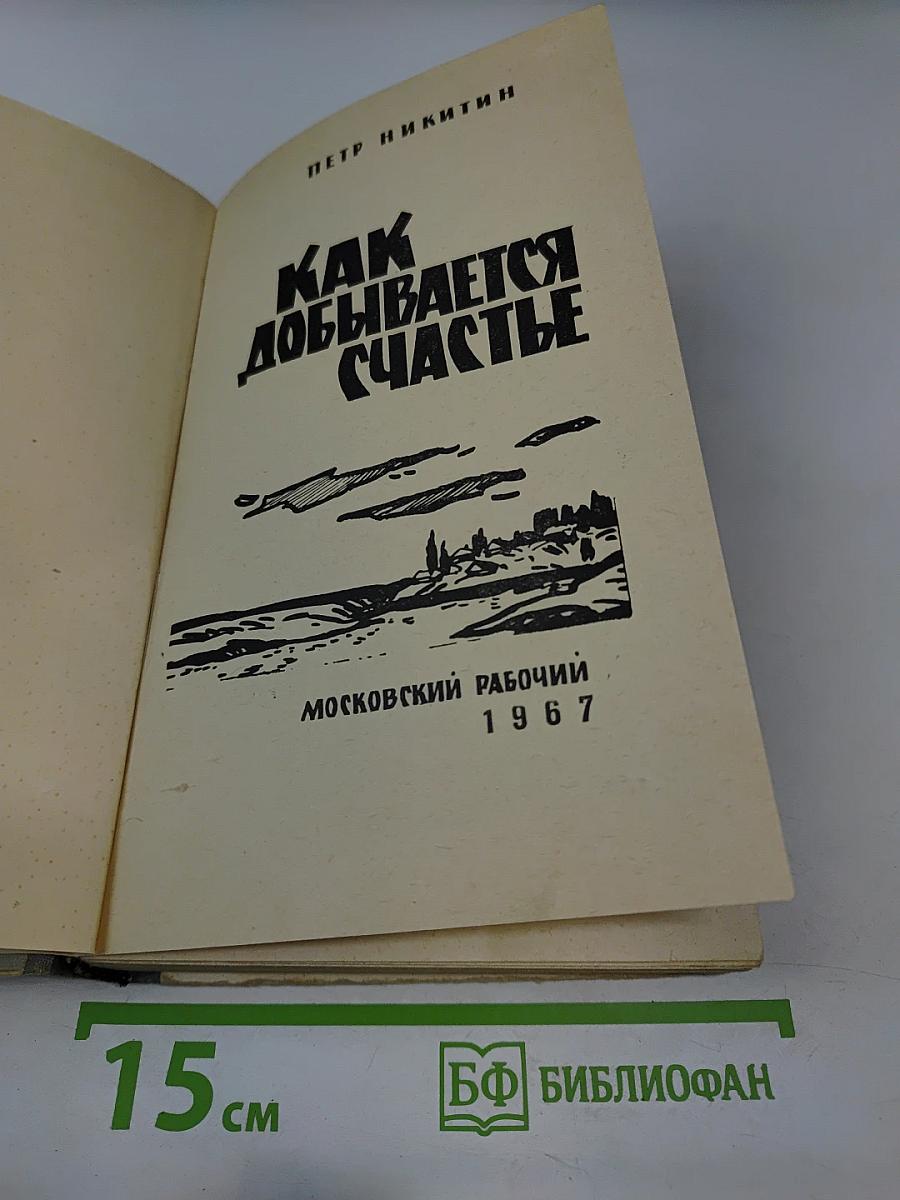 ПЕТР НИКИТИН
КАК
ДОБЫВАЕТСЯ
СЧАСТЬЕ
МОСКОВСКИЙ РАБОЧИЙ
1967
15 см
БФ БИБЛИОФАН